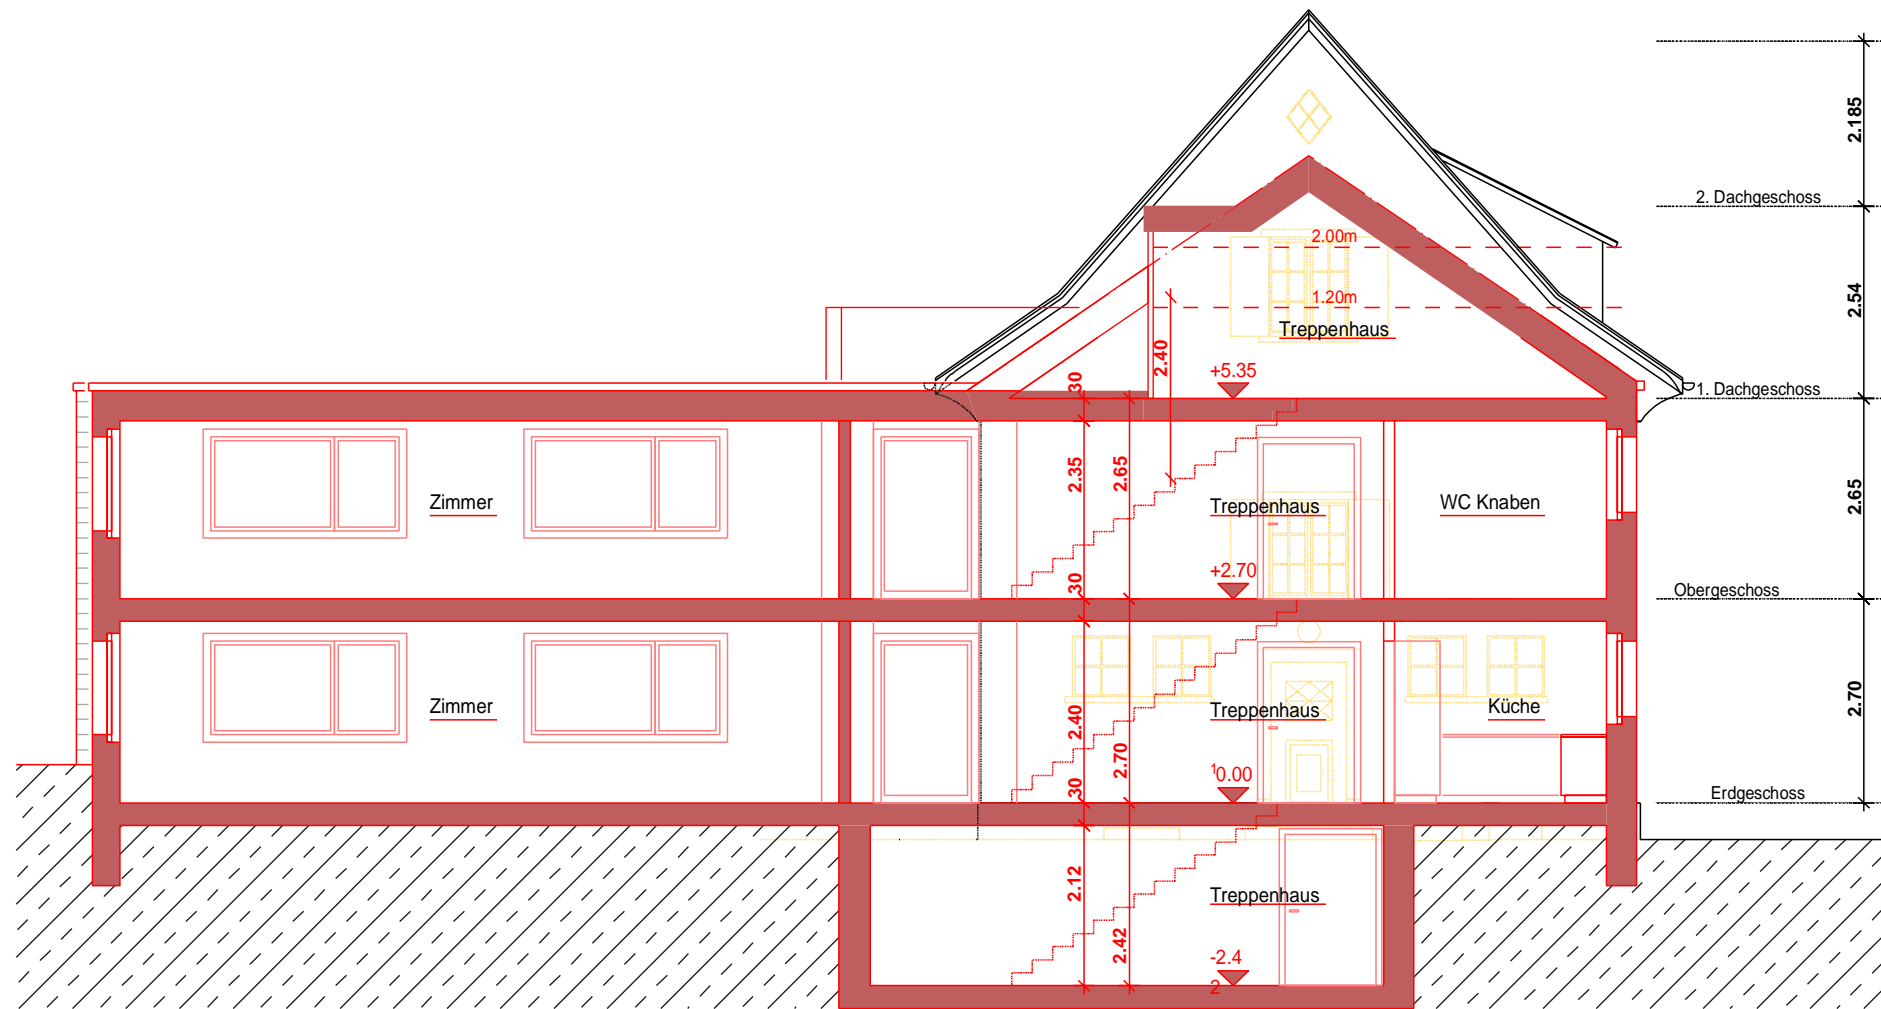 2.185
2. Dachgeschoss
2.00m
2.54
1.20m
Treppenhaus
2.40
+5.35
30
1. Dachgeschoss
2.35
2.65
Zimmer
Treppenhaus
WC Knaben
2.65
+2.70
30
Obergeschoss
Zimmer
Treppenhaus
Küche
2.70
2.40
2.70
10.00
30
Erdgeschoss
2.12
Treppenhaus
2.42
-2.4
2